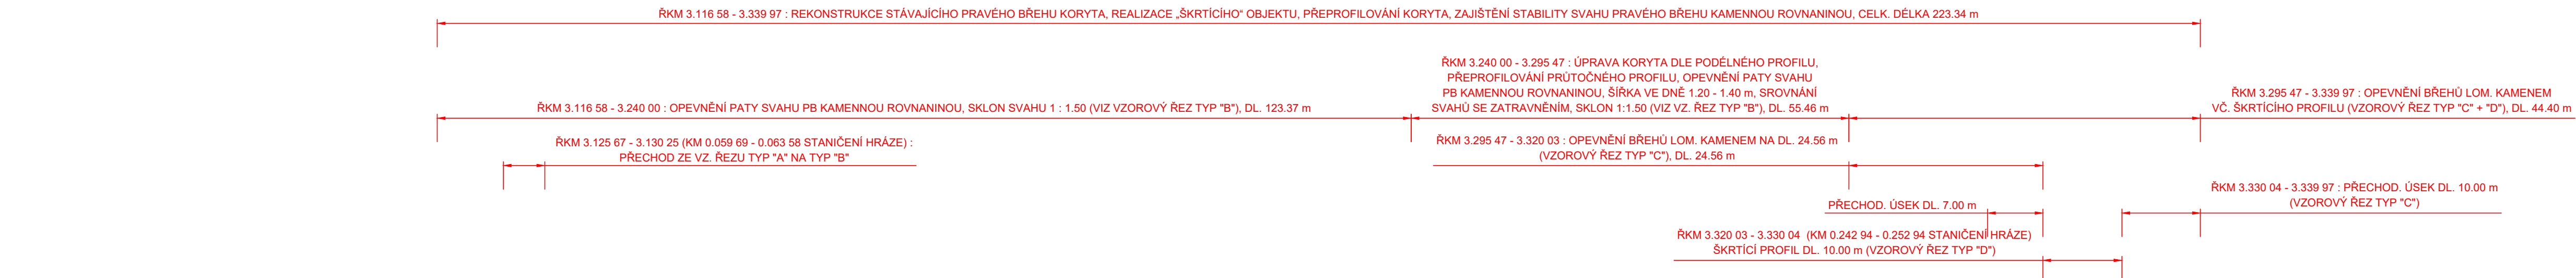 ŘKM 3.116 58 - 3.339 97 : REKONSTRUKCE STÁVAJÍCÍHO PRAVÉHO BŘEHU KORYTA, REALIZACE „ŠKRTÍCÍHO“ OBJEKTU, PŘEPROFILOVÁNÍ KORYTA, ZAJIŠTĚNÍ STABILITY SVAHU PRAVÉHO BŘEHU KAMENNOU ROVNANINOU, CELK. DÉLKA 223.34 m
ŘKM 3.116 58 - 3.240 00 : OPEVNĚNÍ PATY SVAHU PB KAMENNOU ROVNANINOU, SKLON SVAHU 1 : 1.50 (VIZ VZOROVÝ ŘEZ TYP "B"), DL. 123.37 m
ŘKM 3.240 00 - 3.295 47 : ÚPRAVA KORYTA DLE PODÉLNÉHO PROFILU,
PŘEPROFILOVÁNÍ PRŮTOČNÉHO PROFILU, OPEVNĚNÍ PATY SVAHU
PB KAMENNOU ROVNANINOU, ŠÍŘKA VE DNĚ 1.20 - 1.40 m, SROVNÁNÍ
SVAHŮ SE ZATRAVNĚNÍM, SKLON 1:1.50 (VIZ VZ. ŘEZ TYP "B"), DL. 55.46 m
ŘKM 3.295 47 - 3.339 97 : OPEVNĚNÍ BŘEHŮ LOM. KAMENEM
VČ. ŠKRTÍCÍHO PROFILU (VZOROVÝ ŘEZ TYP "C" + "D"), DL. 44.40 m
ŘKM 3.125 67 - 3.130 25 (KM 0.059 69 - 0.063 58 STANIČENÍ HRÁZE) :
PŘECHOD ZE VZ. ŘEZU TYP "A" NA TYP "B"
ŘKM 3.295 47 - 3.320 03 : OPEVNĚNÍ BŘEHŮ LOM. KAMENEM NA DL. 24.56 m
(VZOROVÝ ŘEZ TYP "C"), DL. 24.56 m
PŘECHOD. ÚSEK DL. 7.00 m
ŘKM 3.330 04 - 3.339 97 : PŘECHOD. ÚSEK DL. 10.00 m
(VZOROVÝ ŘEZ TYP "C")
ŘKM 3.320 03 - 3.330 04 (KM 0.242 94 - 0.252 94 STANIČENÍ HRÁZE)
ŠKRTÍCÍ PROFIL DL. 10.00 m (VZOROVÝ ŘEZ TYP "D")